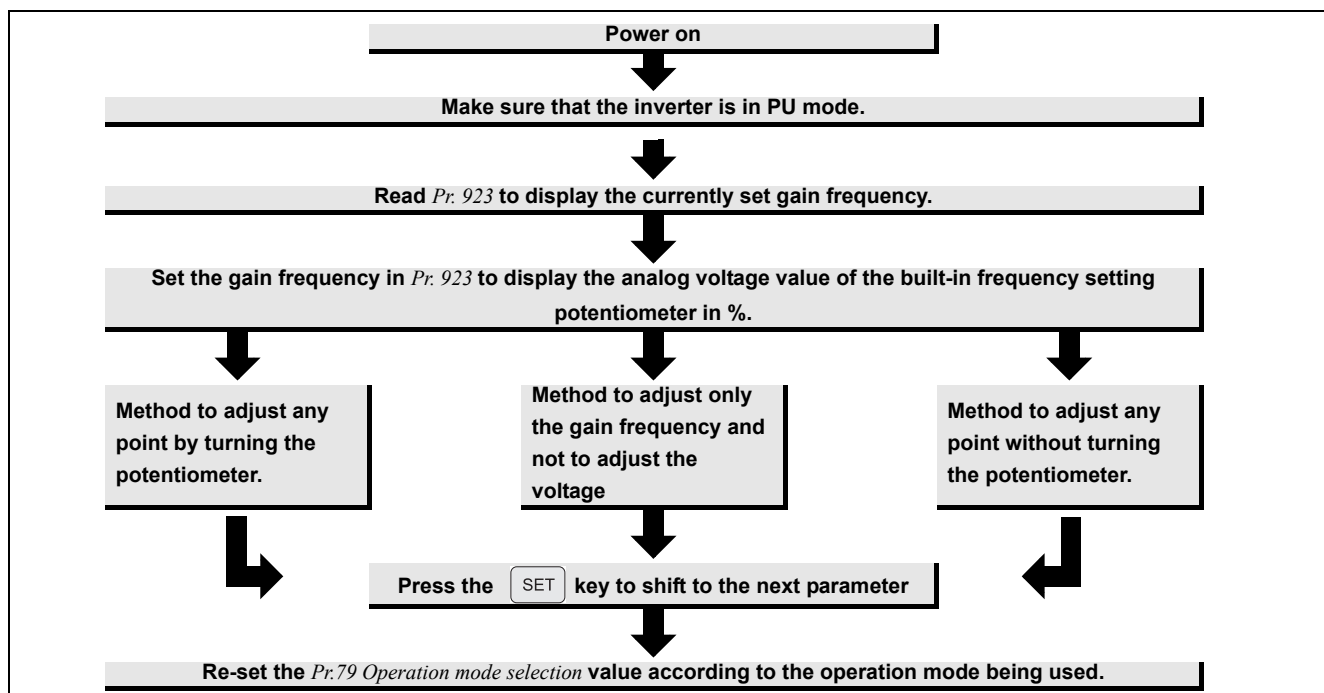 Power on
Make sure that the inverter is in PU mode.
Read Pr. 923 to display the currently set gain frequency.
Set the gain frequency in Pr. 923 to display the analog voltage value of the built-in frequency setting
potentiometer in %.
Method to adjust any
point by turning the
potentiometer.
Method to adjust only
the gain frequency and
not to adjust the
voltage
Method to adjust any
point without turning
the potentiometer.
Press the SET key to shift to the next parameter
Re-set the Pr.79 Operation mode selection value according to the operation mode being used.